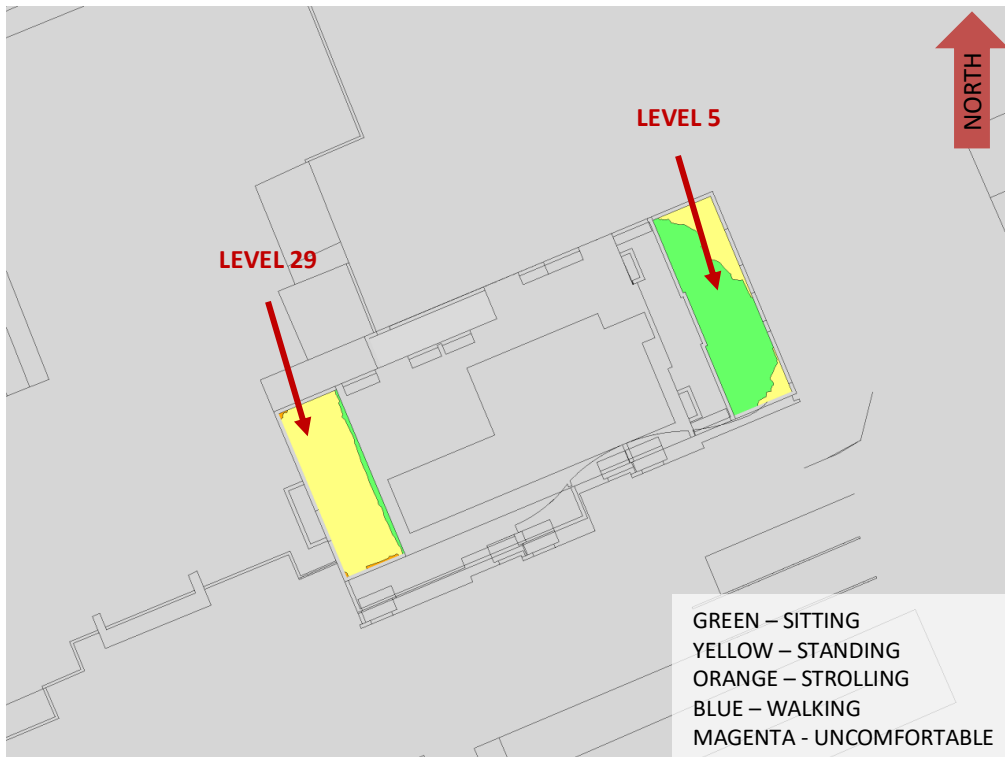 NORTH
LEVEL 5
LEVEL 29
GREEN – SITTING
YELLOW – STANDING
ORANGE – STROLLING
BLUE – WALKING
MAGENTA - UNCOMFORTABLE